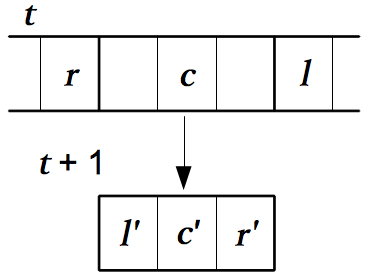 t
r c l
t + 1
l' c' r'